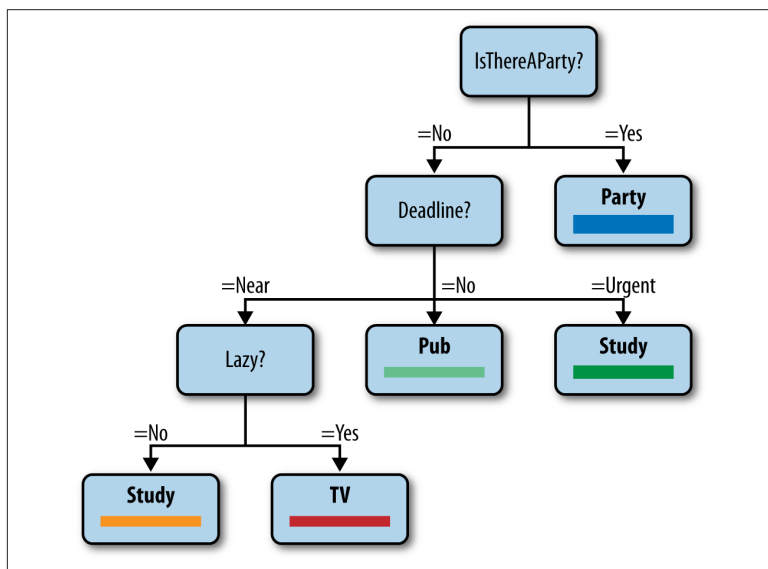 IsThereAParty?
=No
=Yes
Deadline?
Party
=Near
=No
=Urgent
Lazy?
Pub
Study
=No
=Yes
Study
TV